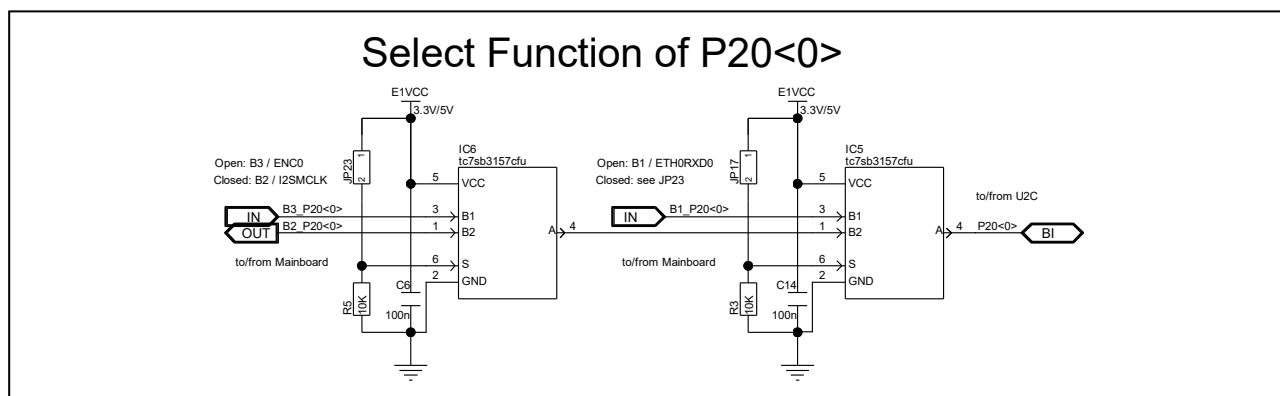 Select Function of P20<0>
E1VCC
3.3V/5V
JP23
1
2
IC6
tc7sb3157cfu
Open: B3 / ENC0
Closed: B2 / I2SMCLK
5
VCC
IN
B3_P20<0>
3
B1
OUT
B2_P20<0>
1
B2
A
4
to/from Mainboard
6
S
2
GND
R5
10K
C6
100n
E1VCC
3.3V/5V
JP17
1
2
IC5
tc7sb3157cfu
Open: B1 / ETH0RXD0
Closed: see JP23
5
VCC
to/from U2C
IN
B1_P20<0>
3
B1
1
B2
A
4
P20<0>
BI
to/from Mainboard
6
S
2
GND
R3
10K
C14
100n